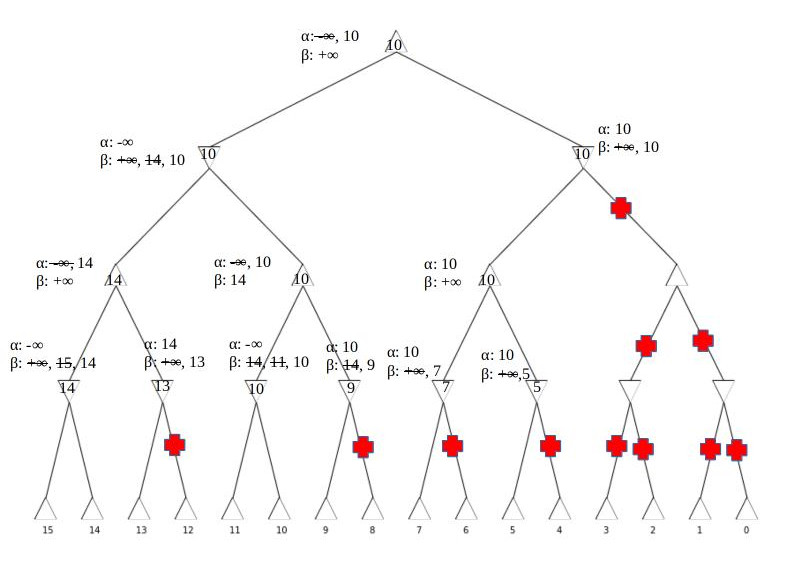 α: -∞, 10
β: +∞
10
α: -∞
β: +∞, 14, 10
10
α: 10
β: +∞, 10
10
α: -∞, 14
β: +∞
14
α: -∞, 10
β: 14
10
α: 10
β: +∞
10
α: -∞
β: +∞, 15, 14
14
α: 14
β: +∞, 13
13
α: -∞
β: 14, 11, 10
10
α: 10
β: 14, 9
9
α: 10
β: +∞, 7
7
α: 10
β: +∞,5
5
15 14 13 12 11 10 9 8 7 6 5 4 3 2 1 0